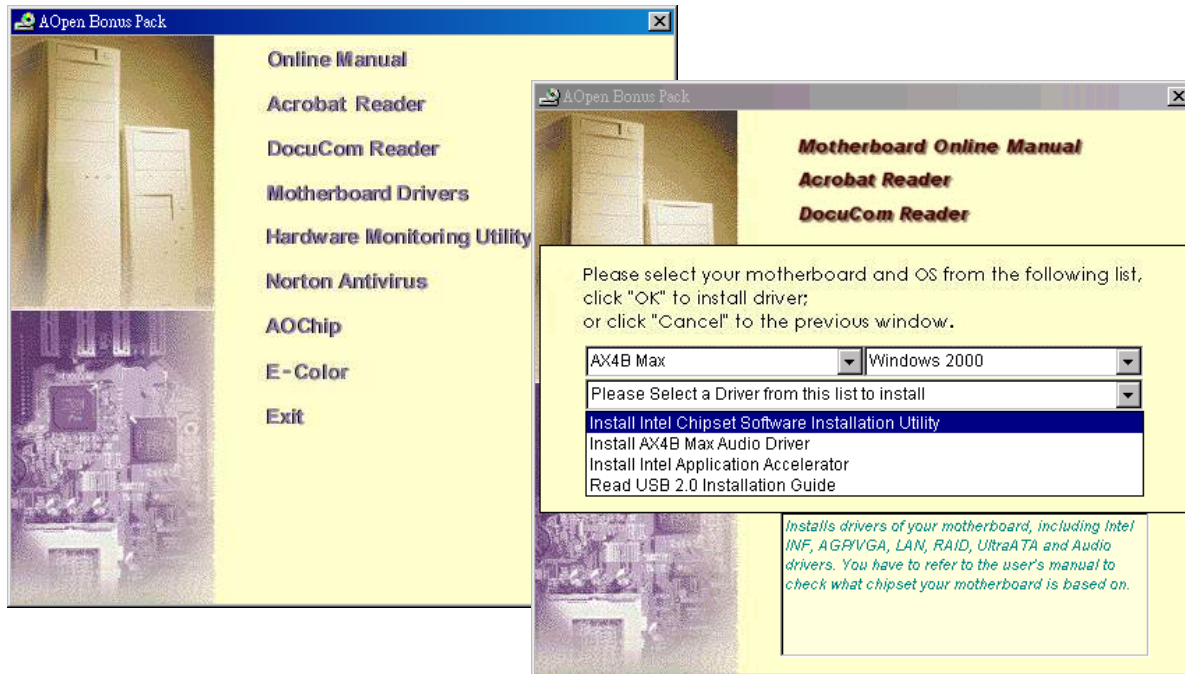 AOpen Bonus Pack
Online Manual
Acrobat Reader
DocuCom Reader
Motherboard Drivers
Hardware Monitoring Utility
Norton Antivirus
AOChip
E-Color
Exit
AOpen Bonus Pack
Motherboard Online Manual
Acrobat Reader
DocuCom Reader
Please select your motherboard and OS from the following list,
click "OK" to install driver;
or click "Cancel" to the previous window.
AX4B Max
Windows 2000
Please Select a Driver from this list to install
Install Intel Chipset Software Installation Utility
Install AX4B Max Audio Driver
Install Intel Application Accelerator
Read USB 2.0 Installation Guide
Installs drivers of your motherboard, including Intel
INF, AGP/VGA, LAN, RAID, UltraATA and Audio
drivers. You have to refer to the user's manual to
check what chipset your motherboard is based on.